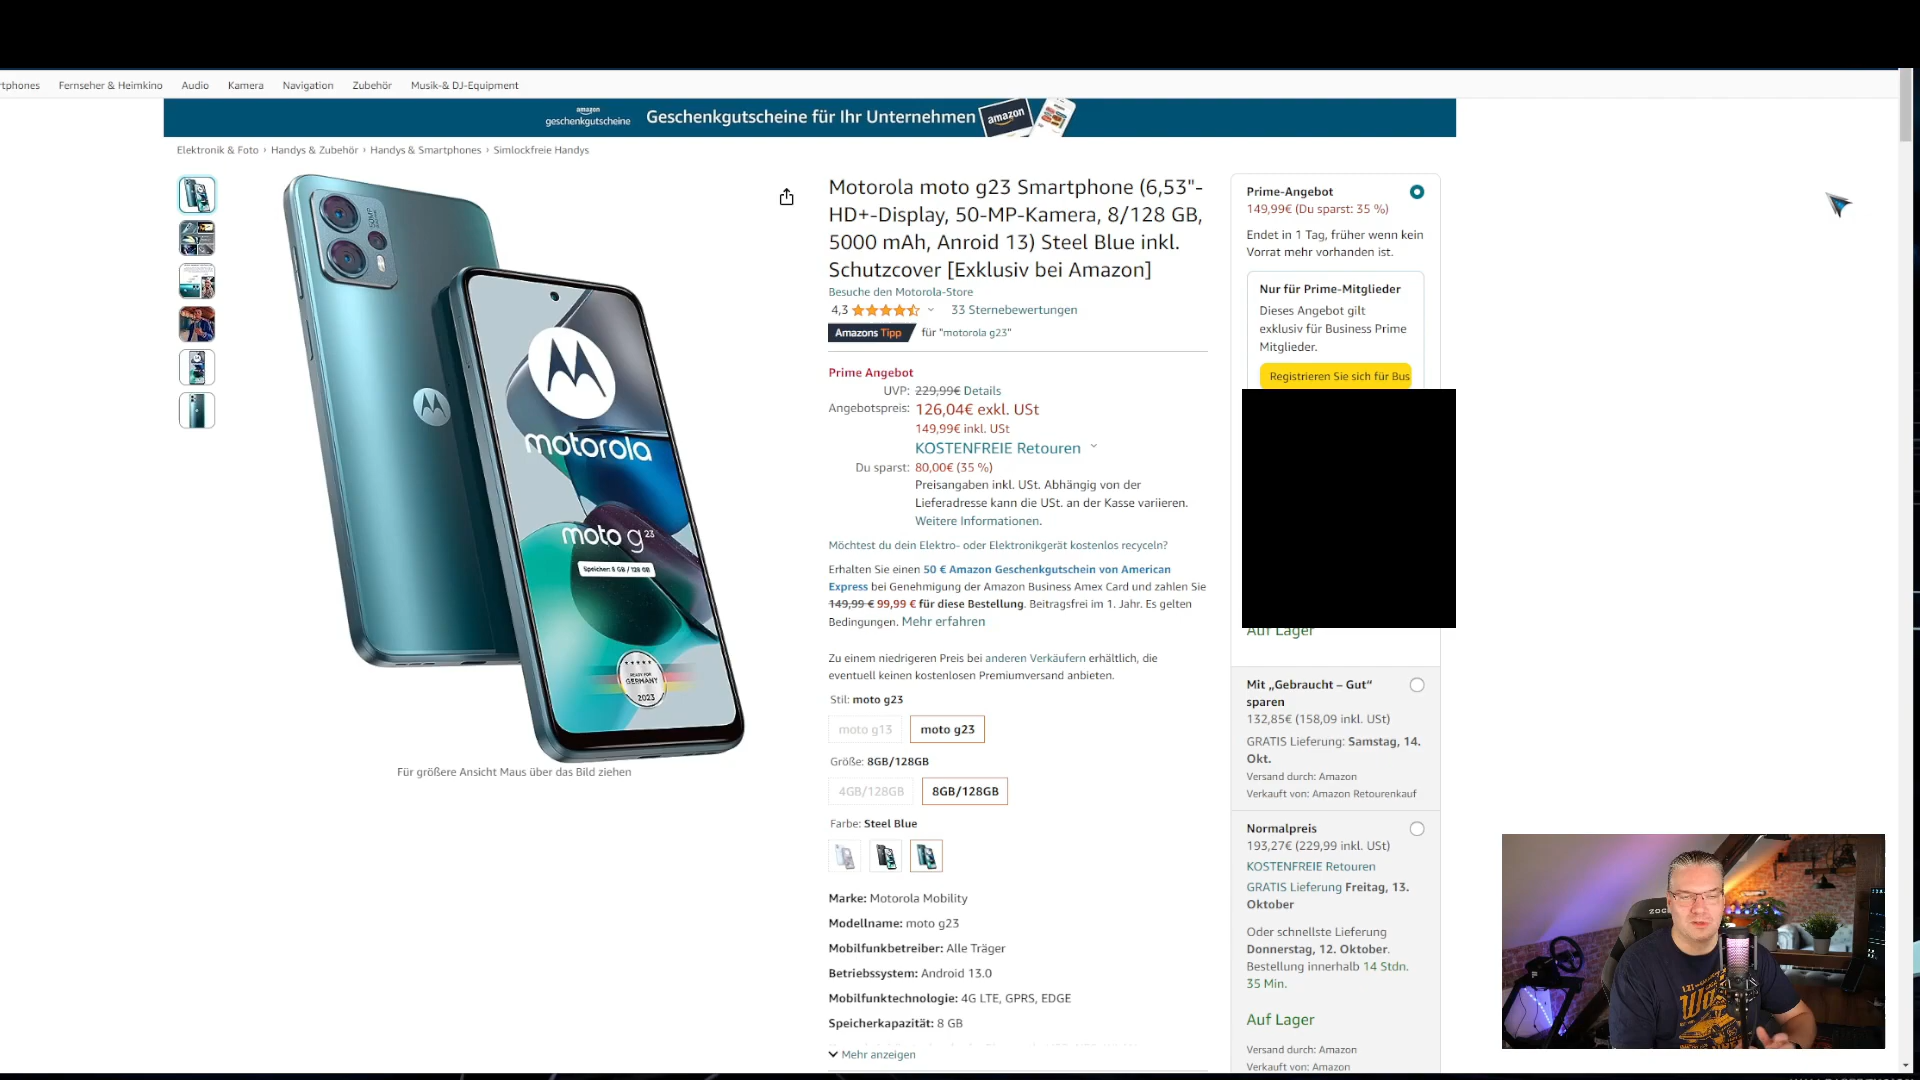 tphones Fernseher & Heimkino Audio Kamera Navigation Zubehör Musik-& DJ-Equipment
amazon
geschenkgutscheine
Geschenkgutscheine für Ihr Unternehmen
amazon
Elektronik & Foto › Handys & Zubehör › Handys & Smartphones › Simlockfreie Handys
50MP
motorola
moto g23
Speicher: 8 GB / 128 GB
READY FOR
GERMANY
2023
Für größere Ansicht Maus über das Bild ziehen
Motorola moto g23 Smartphone (6,53"-
HD+-Display, 50-MP-Kamera, 8/128 GB,
5000 mAh, Anroid 13) Steel Blue inkl.
Schutzcover [Exklusiv bei Amazon]
Besuche den Motorola-Store
4,3 33 Sternebewertungen
Amazons Tipp für "motorola g23"
Prime Angebot
UVP: 229,99€ Details
Angebotspreis: 126,04€ exkl. USt
149,99€ inkl. USt
KOSTENFREIE Retouren
Du sparst: 80,00€ (35 %)
Preisangaben inkl. USt. Abhängig von der
Lieferadresse kann die USt. an der Kasse variieren.
Weitere Informationen.
Möchtest du dein Elektro- oder Elektronikgerät kostenlos recyceln?
Erhalten Sie einen 50 € Amazon Geschenkgutschein von American
Express bei Genehmigung der Amazon Business Amex Card und zahlen Sie
149,99 € 99,99 € für diese Bestellung. Beitragsfrei im 1. Jahr. Es gelten
Bedingungen. Mehr erfahren
Zu einem niedrigeren Preis bei anderen Verkäufern erhältlich, die
eventuell keinen kostenlosen Premiumversand anbieten.
Stil: moto g23
moto g13 moto g23
Größe: 8GB/128GB
4GB/128GB 8GB/128GB
Farbe: Steel Blue
Marke: Motorola Mobility
Modellname: moto g23
Mobilfunkbetreiber: Alle Träger
Betriebssystem: Android 13.0
Mobilfunktechnologie: 4G LTE, GPRS, EDGE
Speicherkapazität: 8 GB
Mehr anzeigen
Prime-Angebot
149,99€ (Du sparst: 35 %)
Endet in 1 Tag, früher wenn kein
Vorrat mehr vorhanden ist.
Nur für Prime-Mitglieder
Dieses Angebot gilt
exklusiv für Business Prime
Mitglieder.
Registrieren Sie sich für Bus
Auf Lager
Mit „Gebraucht – Gut“
sparen
132,85€ (158,09 inkl. USt)
GRATIS Lieferung: Samstag, 14.
Okt.
Versand durch: Amazon
Verkauft von: Amazon Retourenkauf
Normalpreis
193,27€ (229,99 inkl. USt)
KOSTENFREIE Retouren
GRATIS Lieferung Freitag, 13.
Oktober
Oder schnellste Lieferung
Donnerstag, 12. Oktober.
Bestellung innerhalb 14 Stdn.
35 Min.
Auf Lager
Versand durch: Amazon
Verkauft von: Amazon